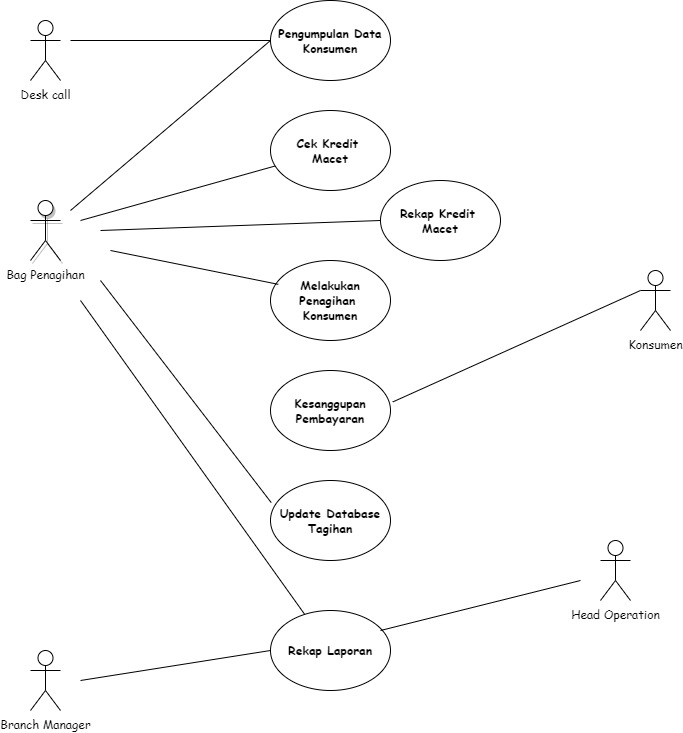 Pengumpulan Data
Konsumen
Desk call
Cek Kredit
Macet
Rekap Kredit
Macet
Bag Penagihan
Melakukan
Penagihan
Konsumen
Konsumen
Kesanggupan
Pembayaran
Update Database
Tagihan
Head Operation
Rekap Laporan
Branch Manager